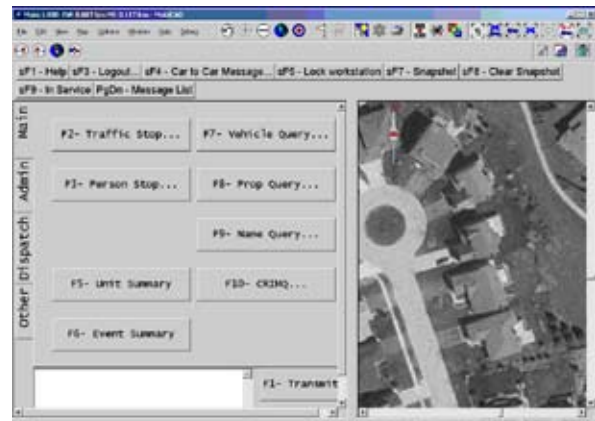 sF1 - Help sF3 - Logout... sF4 - Car to Car Message... sF5 - Lock workstation sF7 - Snapshot sF8 - Clear Snapshot
sF9 - In Service PgDn - Message List
Main
Admin
Dispatch
Other
F2- Traffic Stop...
F7- Vehicle Query...
F3- Person Stop...
F8- Prop Query...
F9- Name Query...
F5- Unit Summary
F10- CRIMQ...
F6- Event Summary
F1- Transmit